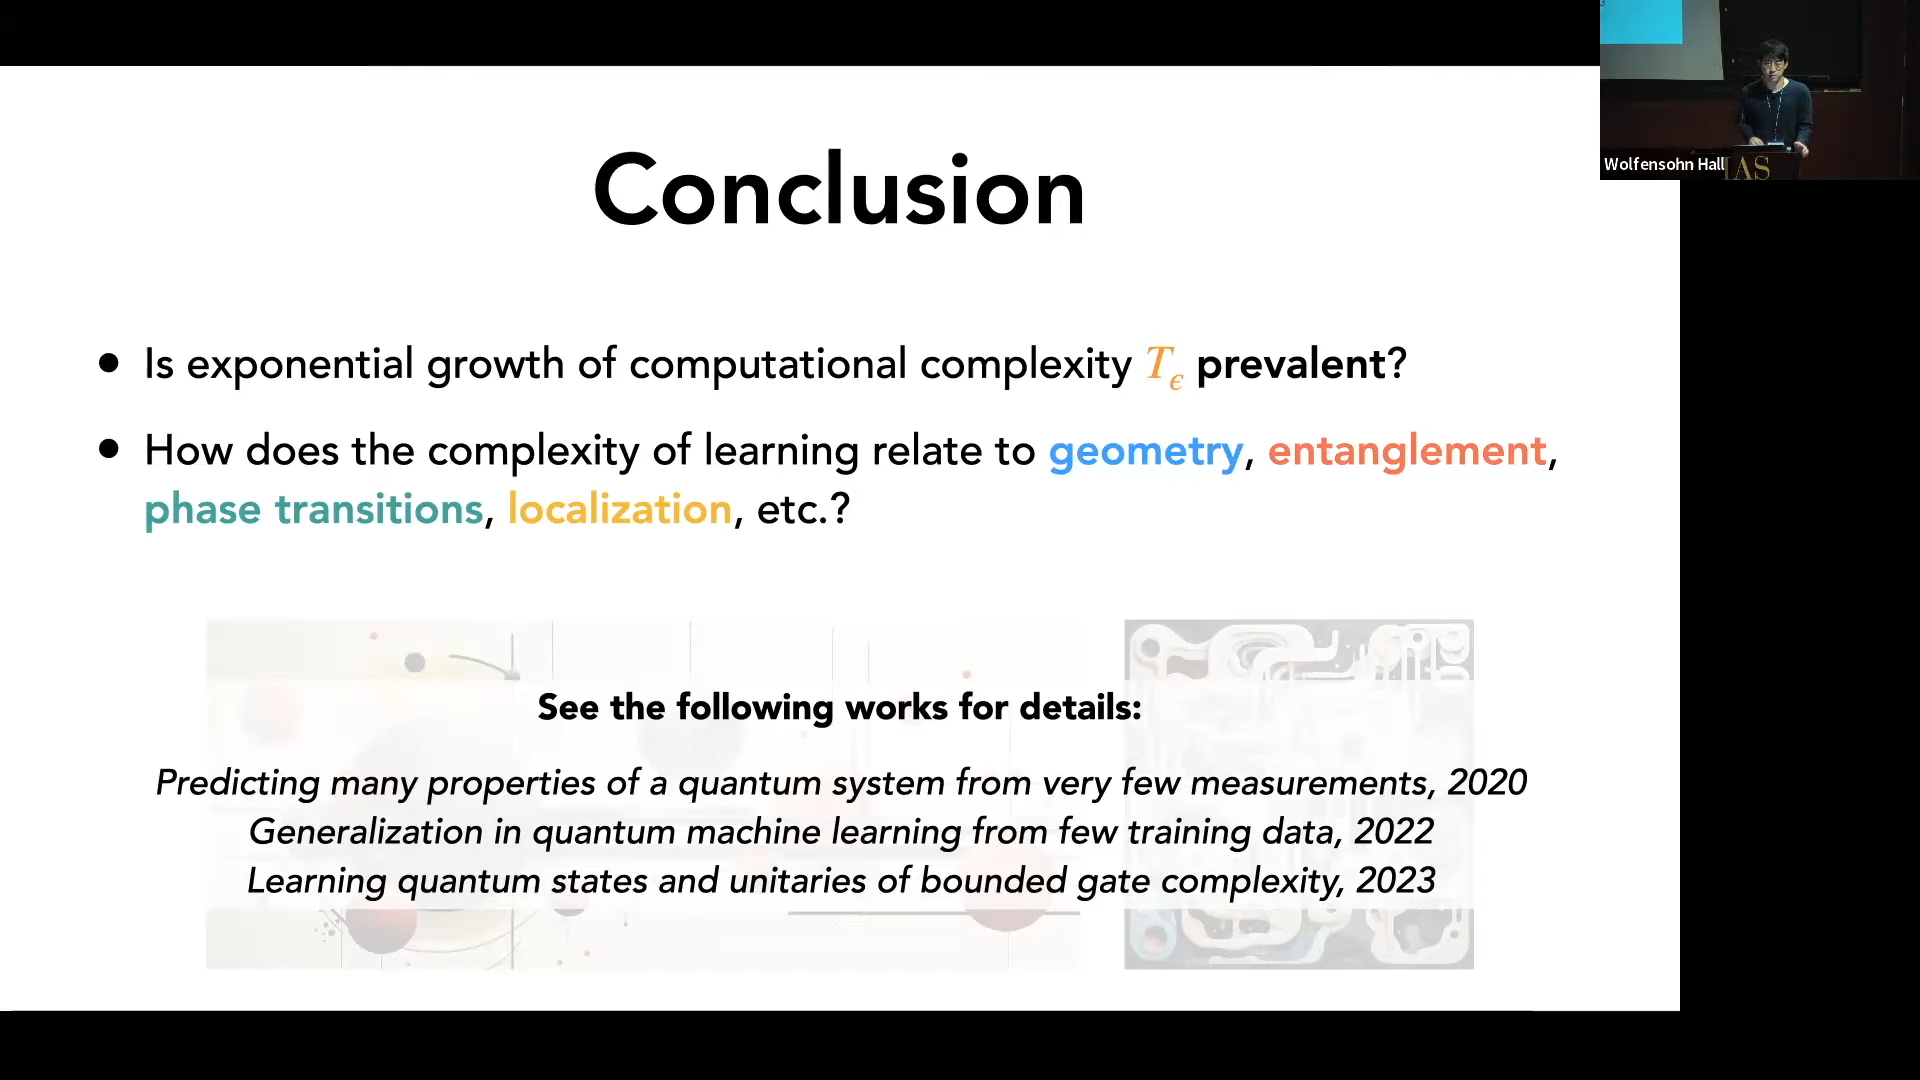 Conclusion
• Is exponential growth of computational complexity T_ϵ prevalent?
• How does the complexity of learning relate to geometry, entanglement,
phase transitions, localization, etc.?
See the following works for details:
Predicting many properties of a quantum system from very few measurements, 2020
Generalization in quantum machine learning from few training data, 2022
Learning quantum states and unitaries of bounded gate complexity, 2023
Wolfensohn Hall
IAS